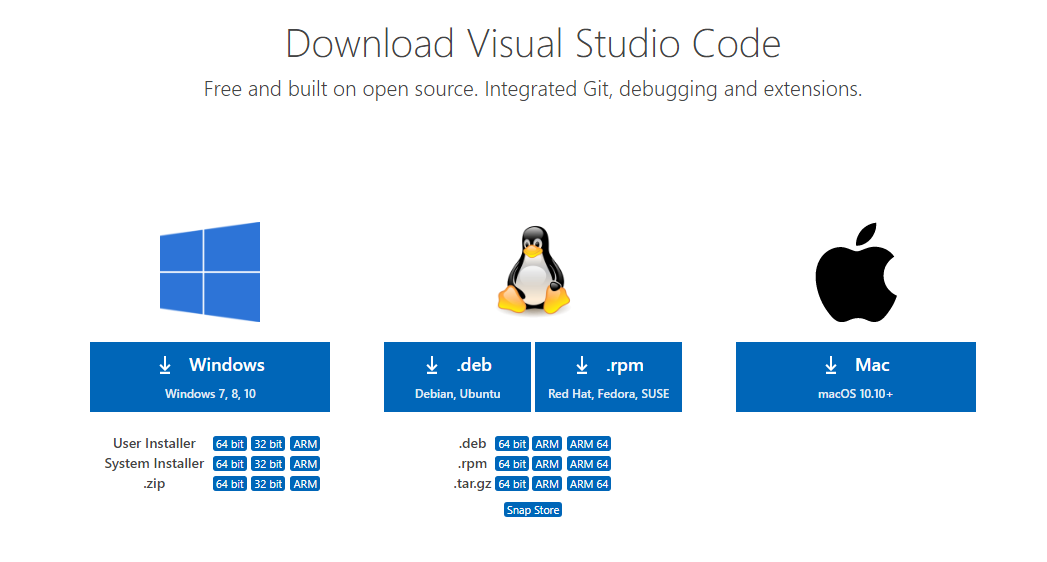 Download Visual Studio Code
Free and built on open source. Integrated Git, debugging and extensions.
Windows
Windows 7, 8, 10
.deb
Debian, Ubuntu
.rpm
Red Hat, Fedora, SUSE
Mac
macOS 10.10+
User Installer 64 bit 32 bit ARM
System Installer 64 bit 32 bit ARM
.zip 64 bit 32 bit ARM
.deb 64 bit ARM ARM 64
.rpm 64 bit ARM ARM 64
.tar.gz 64 bit ARM ARM 64
Snap Store